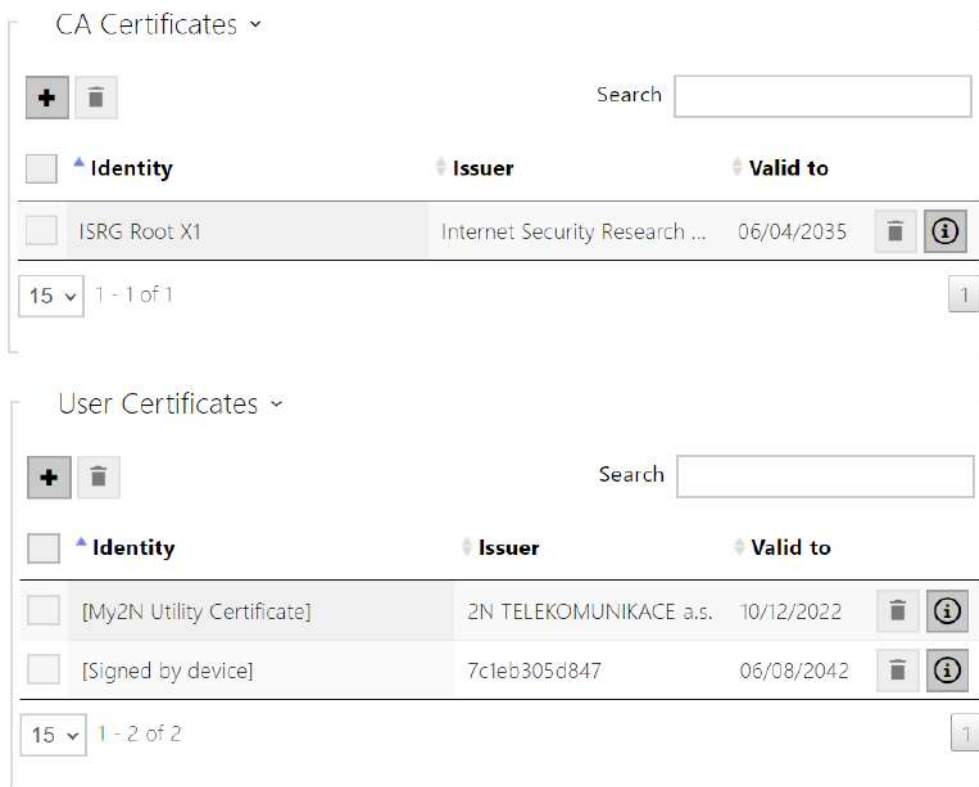 CA Certificates
Search
Identity Issuer Valid to
ISRG Root X1 Internet Security Research ... 06/04/2035
15 1 - 1 of 1 1
User Certificates
Search
Identity Issuer Valid to
[My2N Utility Certificate] 2N TELEKOMUNIKACE a.s. 10/12/2022
[Signed by device] 7c1eb305d847 06/08/2042
15 1 - 2 of 2 1